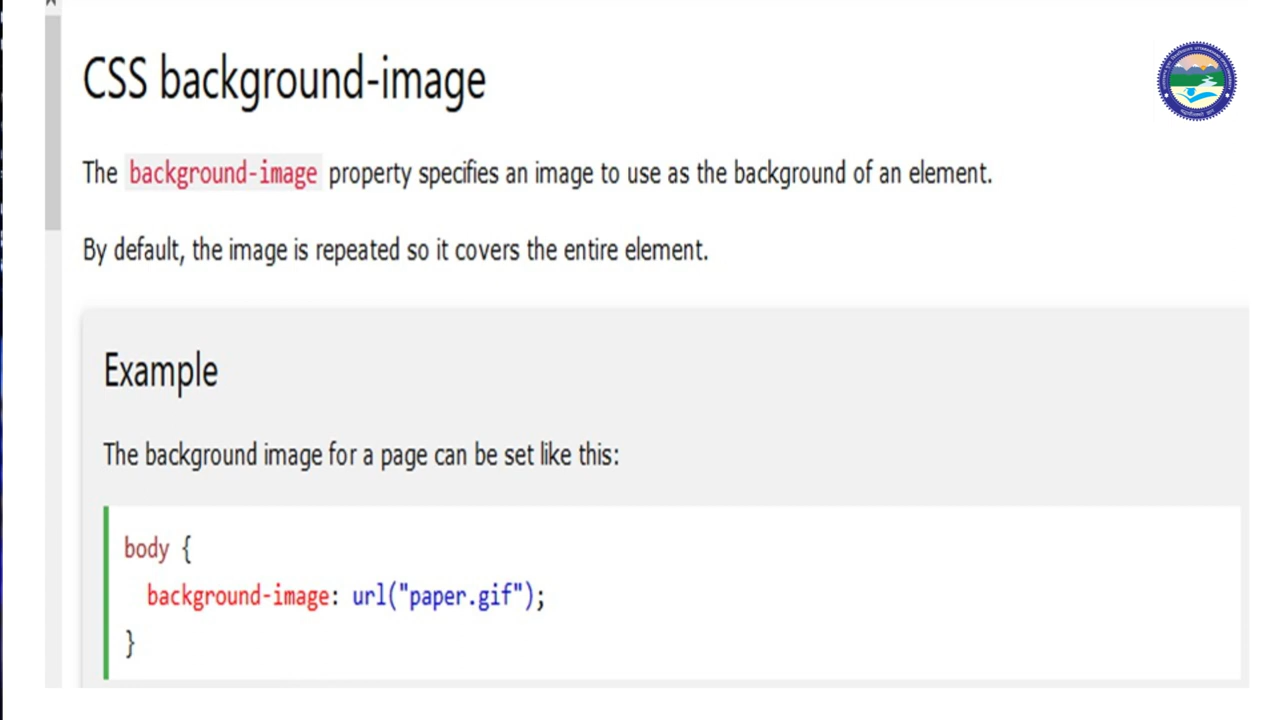 CSS background-image
The background-image property specifies an image to use as the background of an element.
By default, the image is repeated so it covers the entire element.
Example
The background image for a page can be set like this:
body {
background-image: url("paper.gif");
}